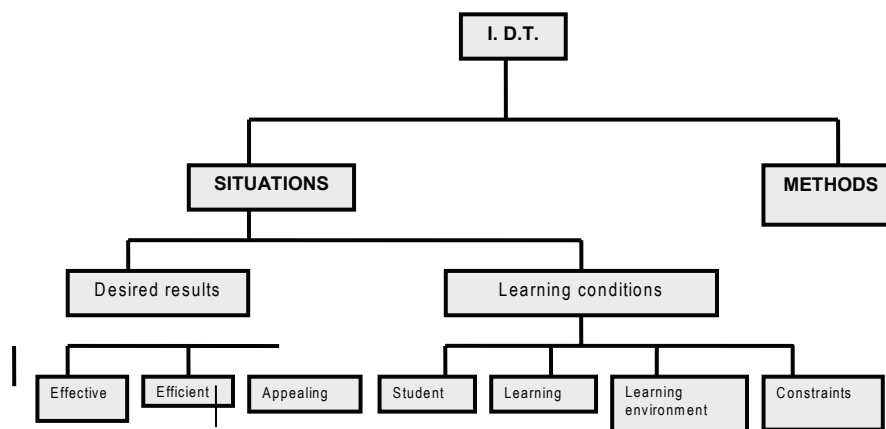 I. D.T.
SITUATIONS
METHODS
Desired results
Learning conditions
Effective
Efficient
Appealing
Student
Learning
Learning
environment
Constraints